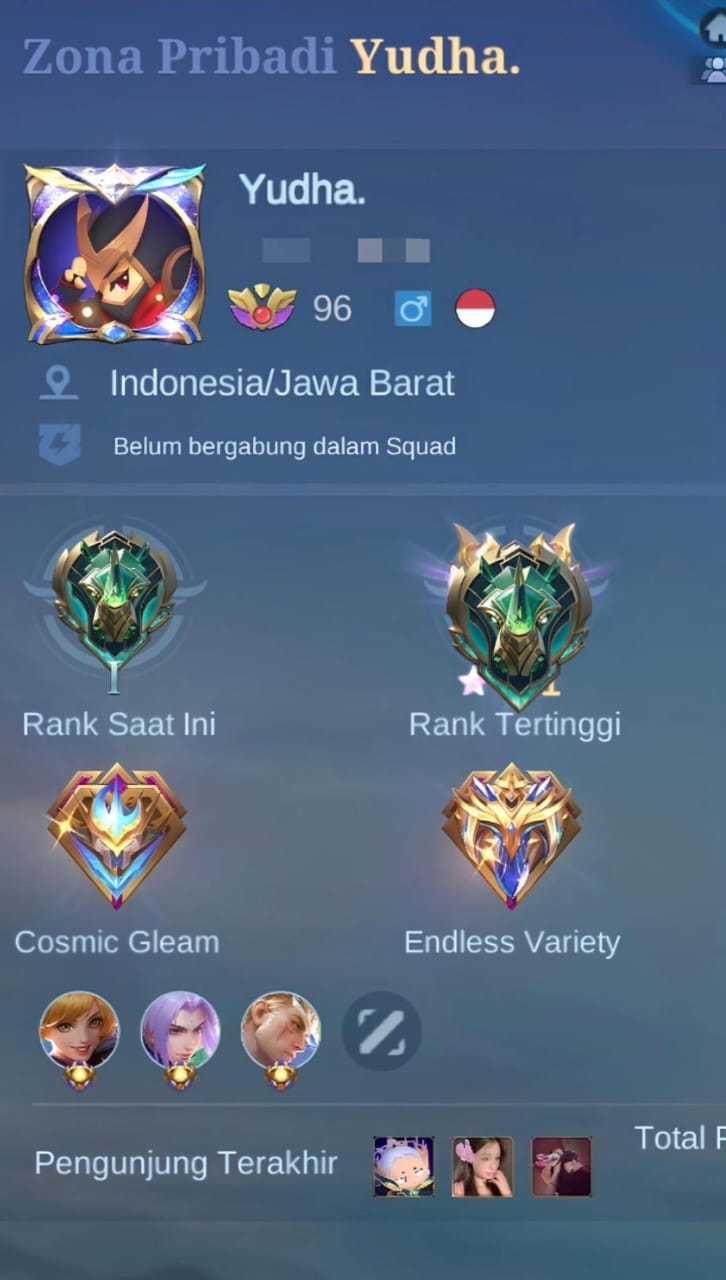 Zona Pribadi Yudha.
Yudha.
96
Indonesia/Jawa Barat
Belum bergabung dalam Squad
I
Rank Saat Ini
Rank Tertinggi
Cosmic Gleam
Endless Variety
Pengunjung Terakhir
Total